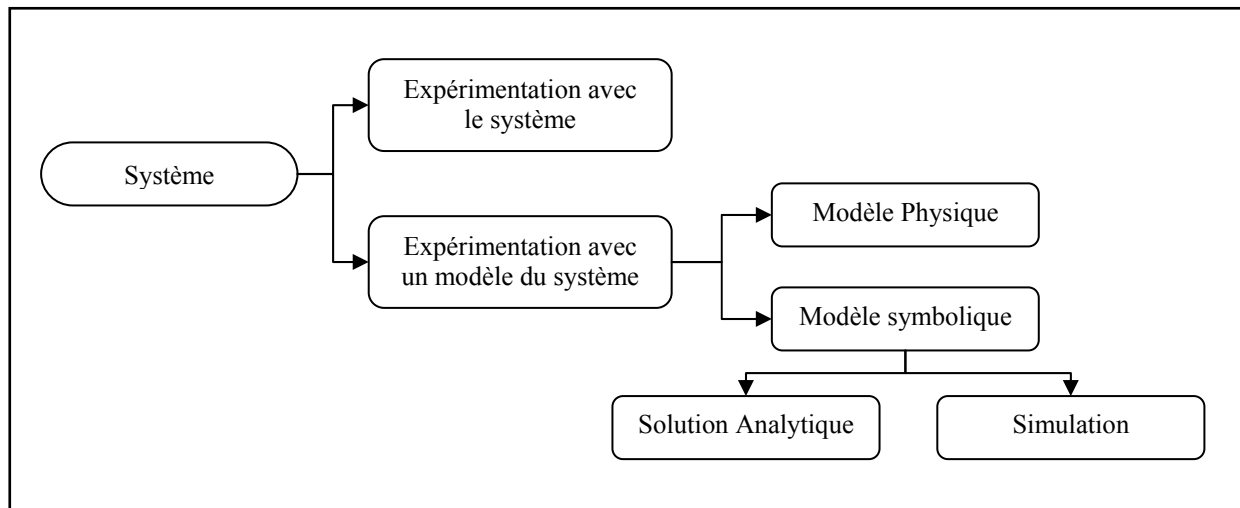 Expérimentation avec
le système
Système
Expérimentation avec
un modèle du système
Modèle Physique
Modèle symbolique
Solution Analytique
Simulation